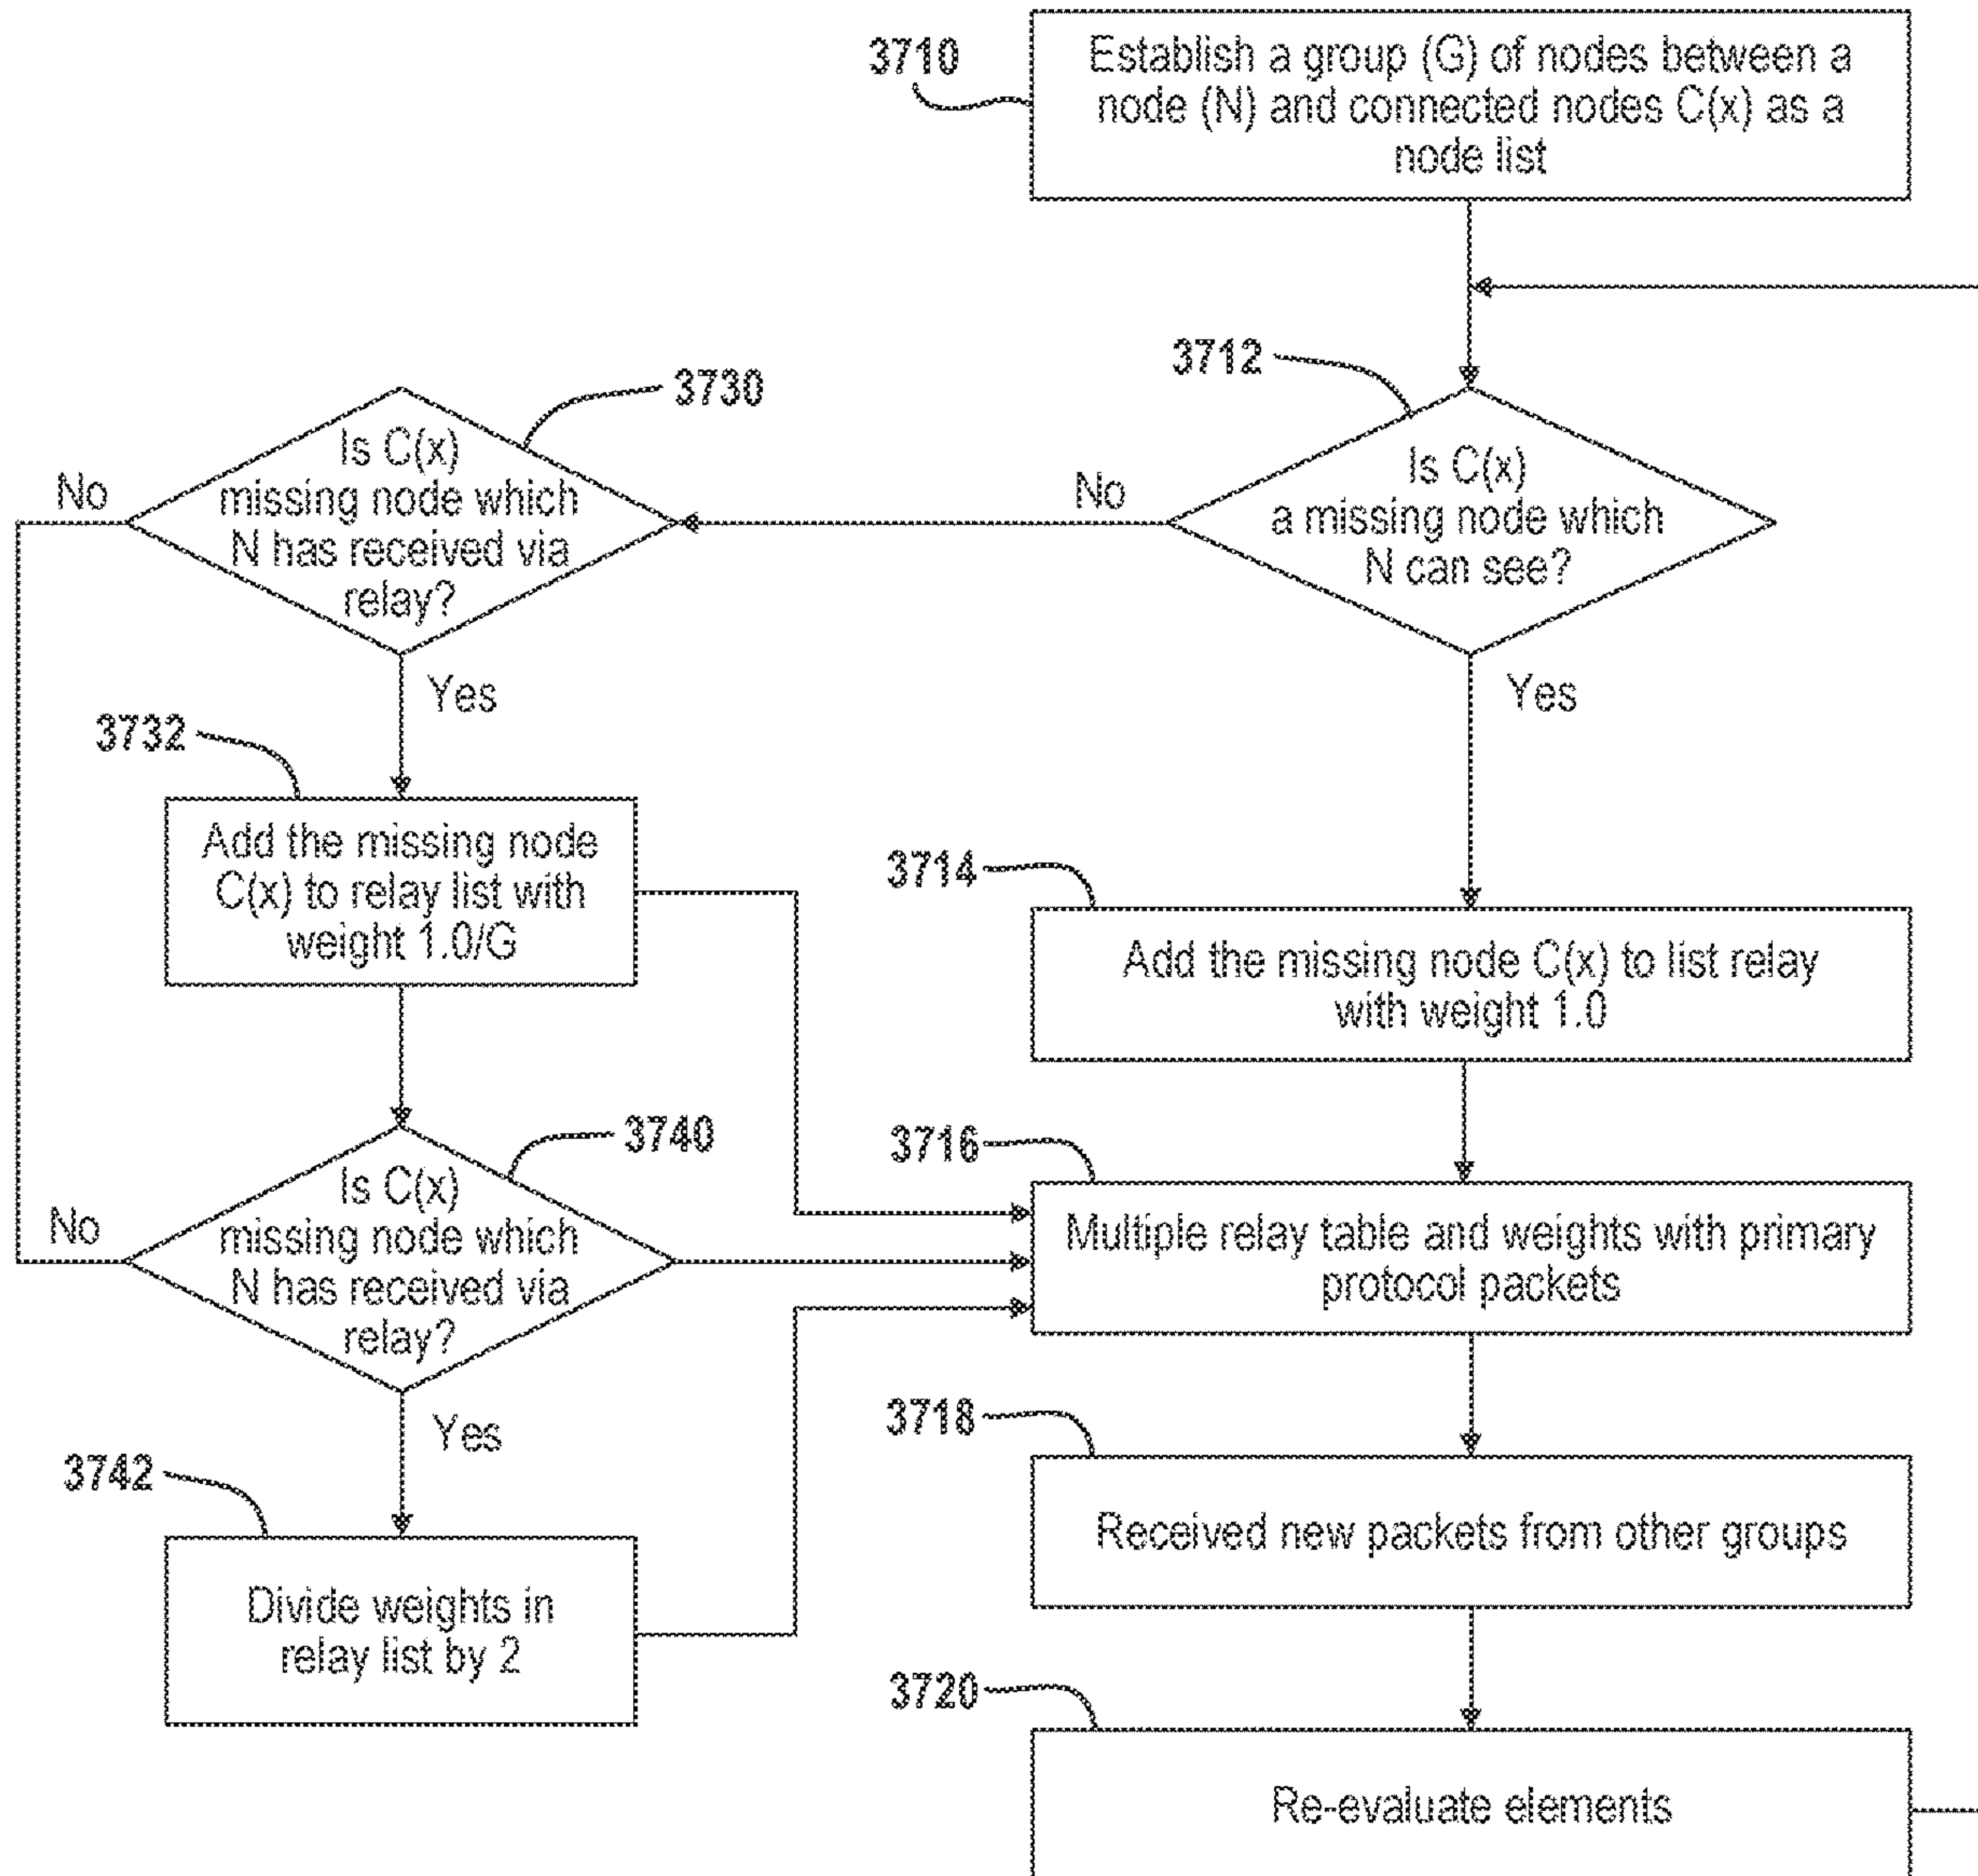 3710
Establish a group (G) of nodes between a
node (N) and connected nodes C(x) as a
node list
3712
Is C(x)
a missing node which
N can see?
No
Yes
3730
Is C(x)
missing node which
N has received via
relay?
No
Yes
3732
Add the missing node
C(x) to relay list with
weight 1.0/G
3714
Add the missing node C(x) to list relay
with weight 1.0
3740
Is C(x)
missing node which
N has received via
relay?
No
Yes
3716
Multiple relay table and weights with primary
protocol packets
3742
Divide weights in
relay list by 2
3718
Received new packets from other groups
3720
Re-evaluate elements